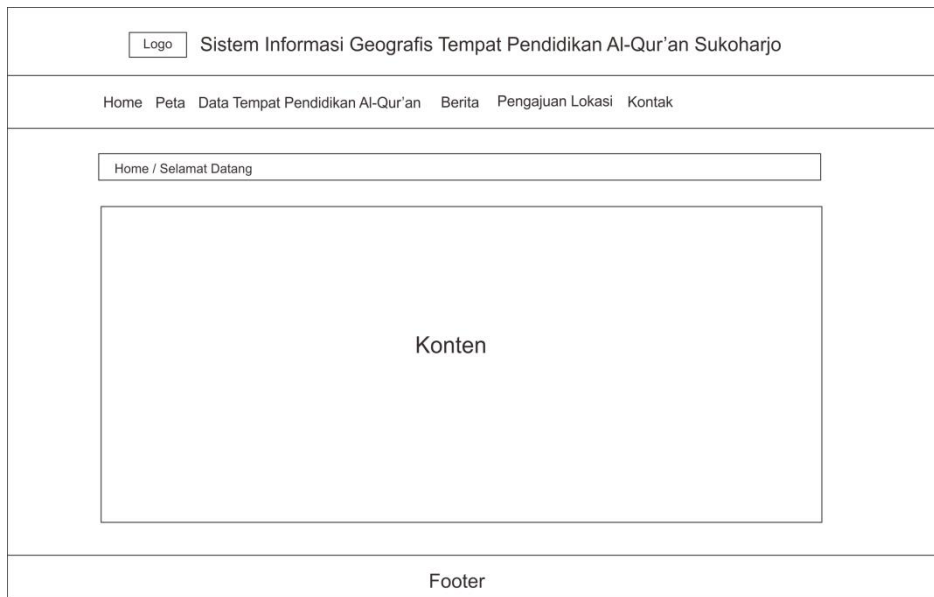 Logo
Sistem Informasi Geografis Tempat Pendidikan Al-Qur’an Sukoharjo
Home Peta Data Tempat Pendidikan Al-Qur’an Berita Pengajuan Lokasi Kontak
Home / Selamat Datang
Konten
Footer